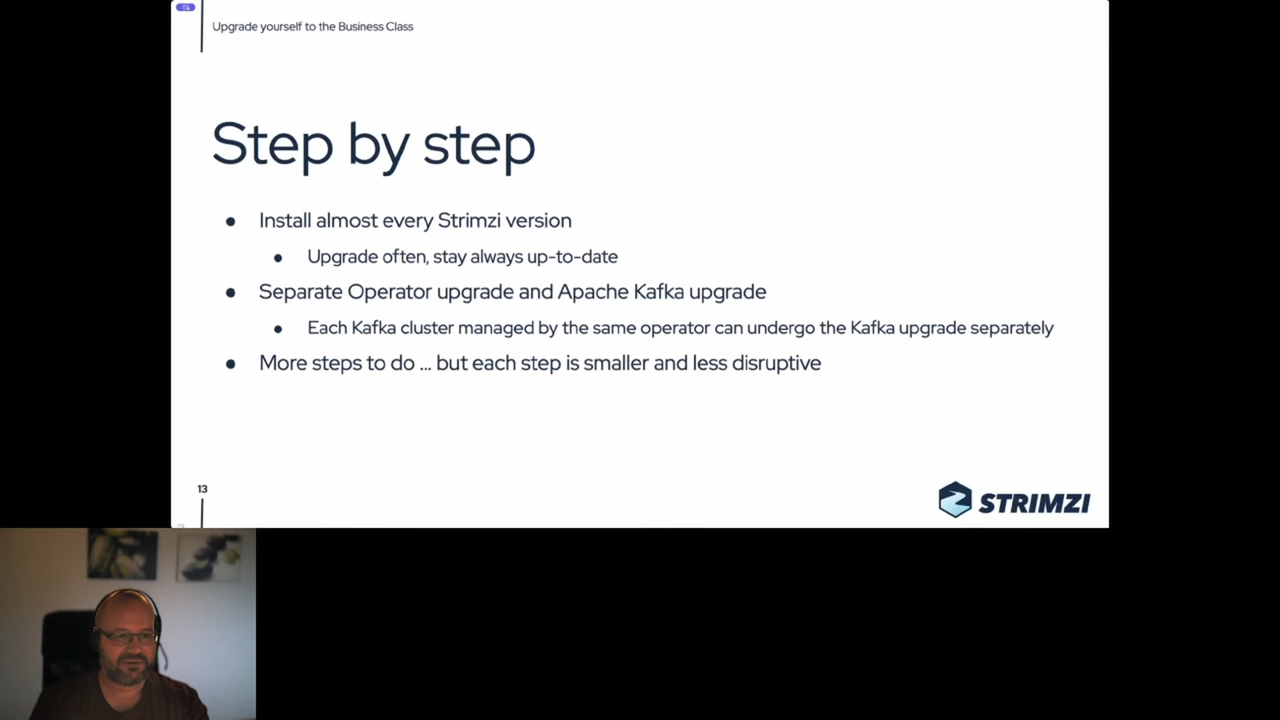 Upgrade yourself to the Business Class
Step by step
● Install almost every Strimzi version
● Upgrade often, stay always up-to-date
● Separate Operator upgrade and Apache Kafka upgrade
● Each Kafka cluster managed by the same operator can undergo the Kafka upgrade separately
● More steps to do ... but each step is smaller and less disruptive
13
STRIMZI